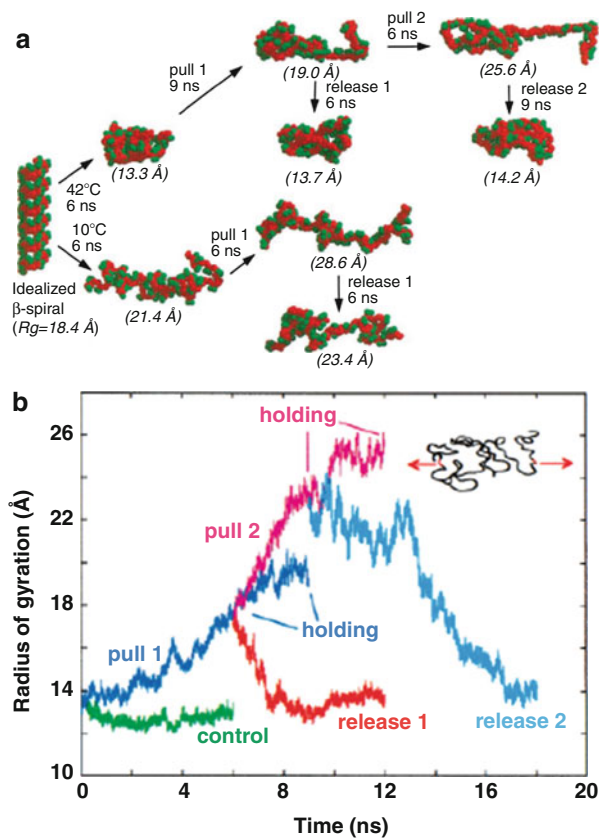 a
pull 1
9 ns
(19.0 Å)
pull 2
6 ns
(25.6 Å)
release 1
6 ns
release 2
9 ns
(13.3 Å)
(13.7 Å)
(14.2 Å)
42°C
6 ns
10°C
6 ns
Idealized
β-spiral
(Rg=18.4 Å)
(21.4 Å)
pull 1
6 ns
(28.6 Å)
release 1
6 ns
(23.4 Å)
b
holding
26
22
18
14
10
Radius of gyration (Å)
pull 2
holding
pull 1
control
release 1
release 2
0
4
8
12
16
20
Time (ns)